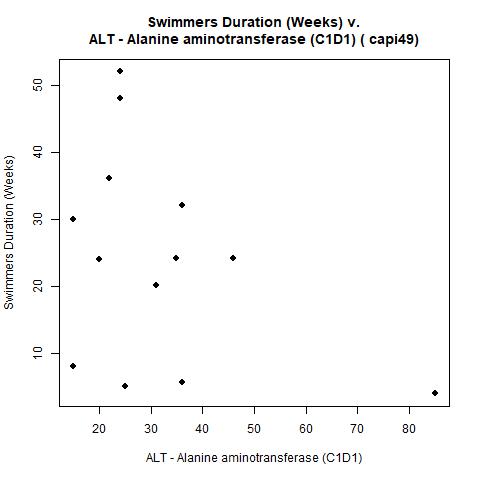 Swimmers Duration (Weeks) v.
ALT - Alanine aminotransferase (C1D1) ( capi49)
Swimmers Duration (Weeks)
50
40
30
20
10
20 30 40 50 60 70 80
ALT - Alanine aminotransferase (C1D1)